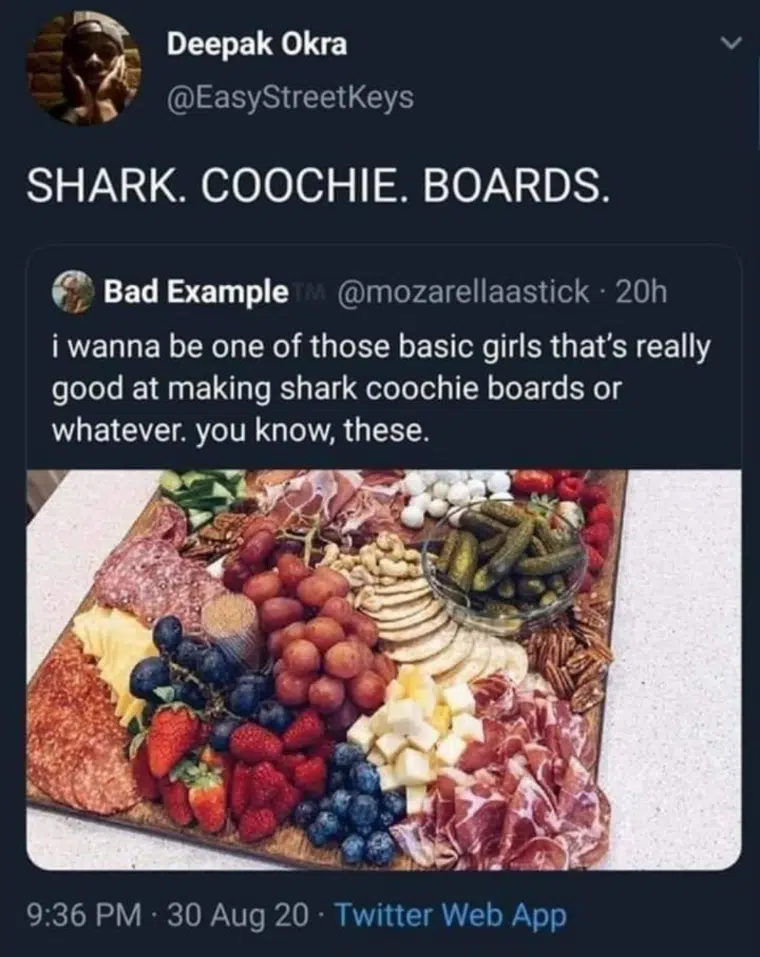 Deepak Okra
@EasyStreetKeys
SHARK. COOCHIE. BOARDS.
Bad Example™ @mozarellaastick · 20h
i wanna be one of those basic girls that's really
good at making shark coochie boards or
whatever. you know, these.
9:36 PM · 30 Aug 20 · Twitter Web App